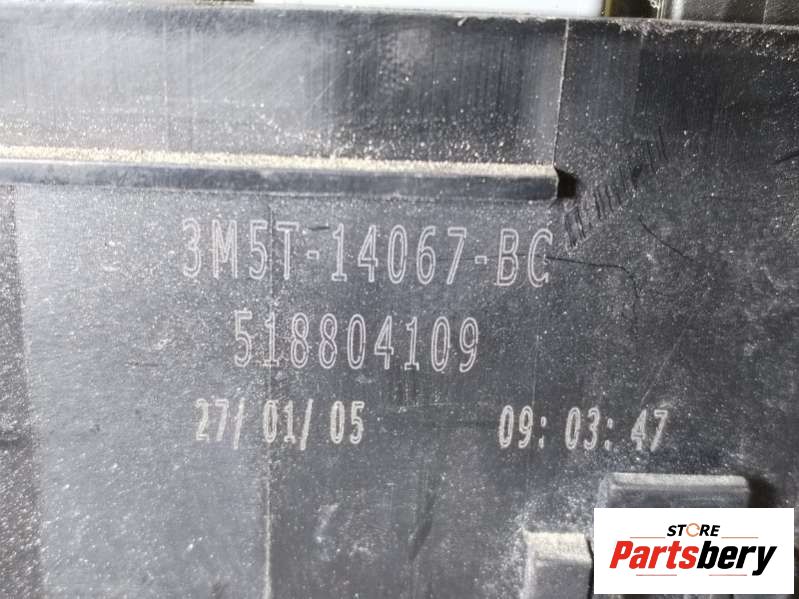 3M5T-14067-BC
518804109
27/01/05 09:03:47
STORE
Partsbery